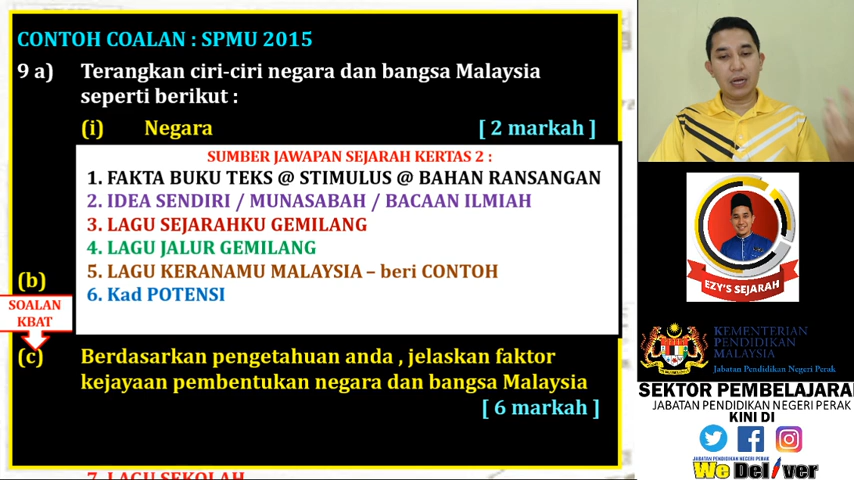 CONTOH COALAN : SPMU 2015
9 a) Terangkan ciri-ciri negara dan bangsa Malaysia
seperti berikut :
(i) Negara [ 2 markah ]
SUMBER JAWAPAN SEJARAH KERTAS 2 :
1. FAKTA BUKU TEKS @ STIMULUS @ BAHAN RANSANGAN
2. IDEA SENDIRI / MUNASABAH / BACAAN ILMIAH
3. LAGU SEJARAHKU GEMILANG
4. LAGU JALUR GEMILANG
5. LAGU KERANAMU MALAYSIA – beri CONTOH
6. Kad POTENSI
(b)
SOALAN
KBAT
(c) Berdasarkan pengetahuan anda , jelaskan faktor
kejayaan pembentukan negara dan bangsa Malaysia
[ 6 markah ]
7. LAGU SEKOLAH
EZY'S SEJARAH
KEMENTERIAN
PENDIDIKAN
MALAYSIA
Jabatan Pendidikan Negeri Perak
SEKTOR PEMBELAJARA
JABATAN PENDIDIKAN NEGERI PERAK
KINI DI
JABATAN PENDIDIKAN NEGERI PERAK
We Deliver